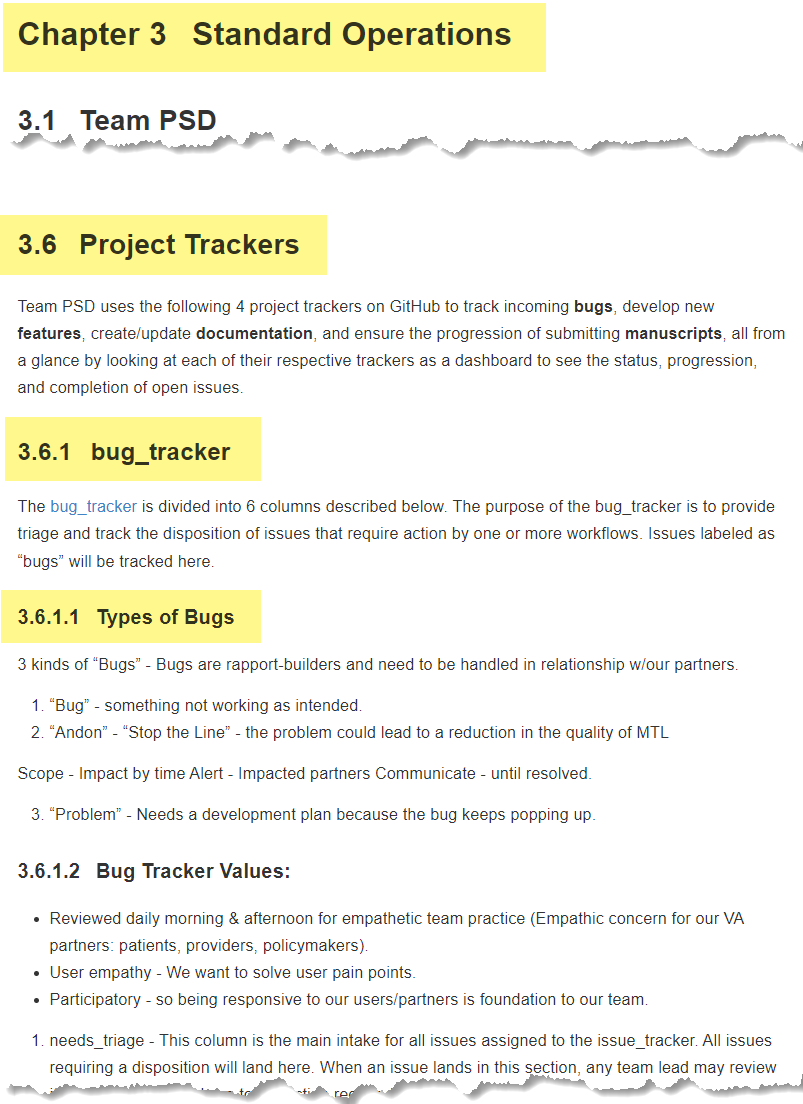 Chapter 3 Standard Operations
3.1 Team PSD
3.6 Project Trackers
Team PSD uses the following 4 project trackers on GitHub to track incoming bugs, develop new
features, create/update documentation, and ensure the progression of submitting manuscripts, all from
a glance by looking at each of their respective trackers as a dashboard to see the status, progression,
and completion of open issues.
3.6.1 bug_tracker
The bug_tracker is divided into 6 columns described below. The purpose of the bug_tracker is to provide
triage and track the disposition of issues that require action by one or more workflows. Issues labeled as
“bugs” will be tracked here.
3.6.1.1 Types of Bugs
3 kinds of “Bugs” - Bugs are rapport-builders and need to be handled in relationship w/our partners.
1. “Bug” - something not working as intended.
2. “Andon” - “Stop the Line” - the problem could lead to a reduction in the quality of MTL
Scope - Impact by time Alert - Impacted partners Communicate - until resolved.
3. “Problem” - Needs a development plan because the bug keeps popping up.
3.6.1.2 Bug Tracker Values:
• Reviewed daily morning & afternoon for empathetic team practice (Empathic concern for our VA
partners: patients, providers, policymakers).
• User empathy - We want to solve user pain points.
• Participatory - so being responsive to our users/partners is foundation to our team.
1. needs_triage - This column is the main intake for all issues assigned to the issue_tracker. All issues
requiring a disposition will land here. When an issue lands in this section, any team lead may review